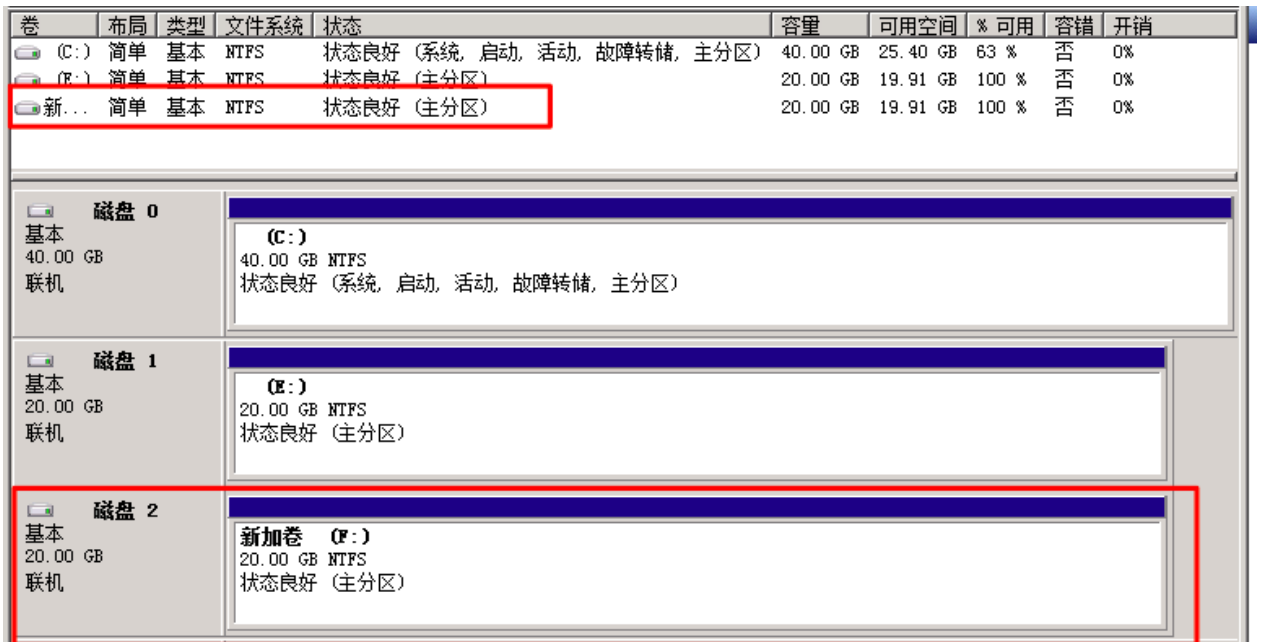 卷 布局 类型 文件系统 状态 容量 可用空间 % 可用 容错 开销
(C:) 简单 基本 NTFS 状态良好 (系统, 启动, 活动, 故障转储, 主分区) 40.00 GB 25.40 GB 63 % 否 0%
(E:) 简单 基本 NTFS 状态良好 (主分区) 20.00 GB 19.91 GB 100 % 否 0%
新... 简单 基本 NTFS 状态良好 (主分区) 20.00 GB 19.91 GB 100 % 否 0%
磁盘 0
基本
40.00 GB
联机
(C:)
40.00 GB NTFS
状态良好 (系统, 启动, 活动, 故障转储, 主分区)
磁盘 1
基本
20.00 GB
联机
(E:)
20.00 GB NTFS
状态良好 (主分区)
磁盘 2
基本
20.00 GB
联机
新加卷 (F:)
20.00 GB NTFS
状态良好 (主分区)